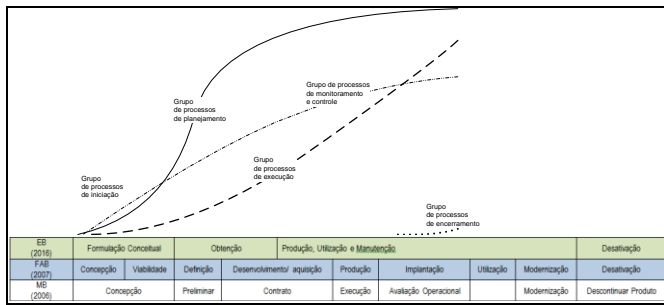 Grupo de processos
de monitoramento
e controle
Grupo
de processos
de planejamento
Grupo
de processos
de execução
Grupo
de processos
de iniciação
Grupo
de processos
de encerramento
EB
(2016)
Formulação Conceitual
Obtenção
Produção, Utilização e Manutenção
Desativação
FAB
(2007)
Concepção
Viabilidade
Definição
Desenvolvimento/ aquisição
Produção
Implantação
Utilização
Modernização
Desativação
MB
(2006)
Concepção
Preliminar
Contrato
Execução
Avaliação Operacional
Modernização
Descontinuar Produto